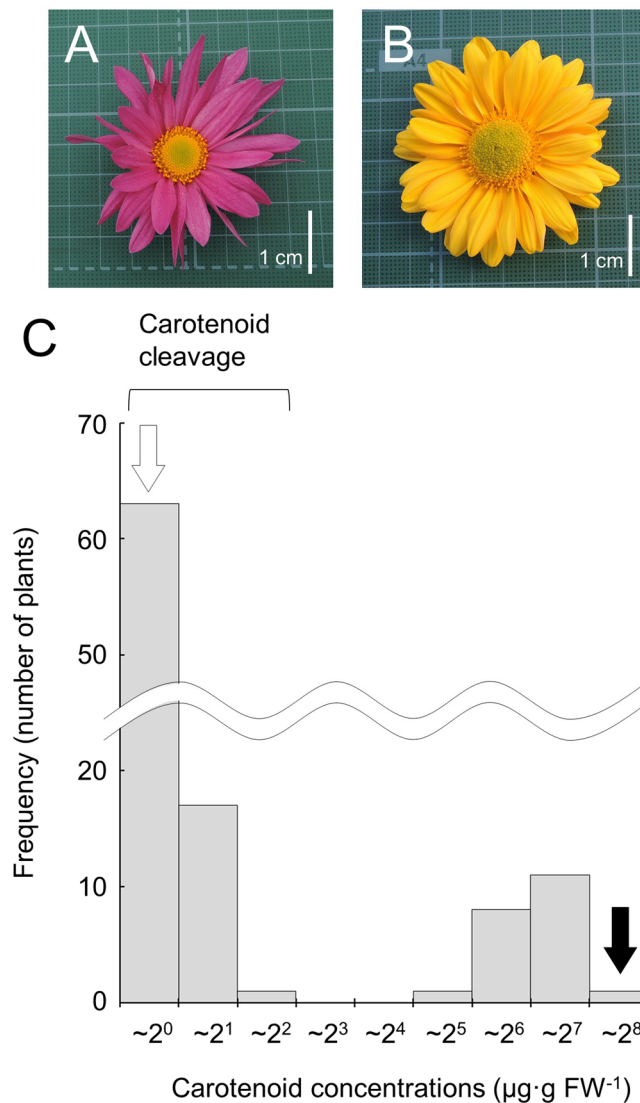 A
1 cm
B
A4
1 cm
C
Carotenoid
cleavage
Frequency (number of plants)
70
60
50
20
10
0
~2⁰ ~2¹ ~2² ~2³ ~2⁴ ~2⁵ ~2⁶ ~2⁷ ~2⁸
Carotenoid concentrations (µg·g FW⁻¹)